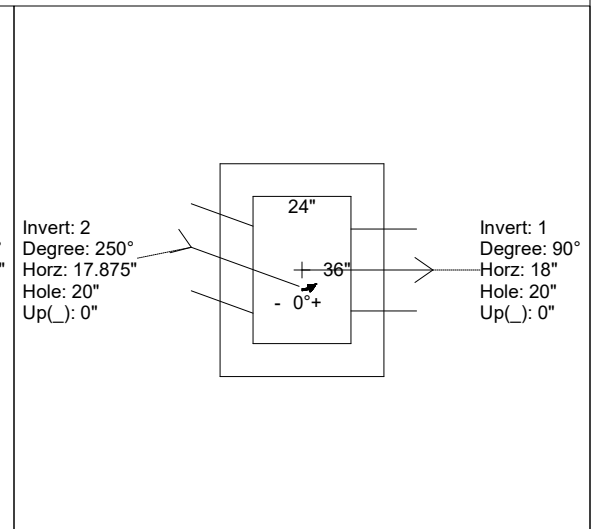 °
"
Invert: 2
Degree: 250°
Horz: 17.875"
Hole: 20"
Up(_): 0"
24"
36"
- 0°+
Invert: 1
Degree: 90°
Horz: 18"
Hole: 20"
Up(_): 0"